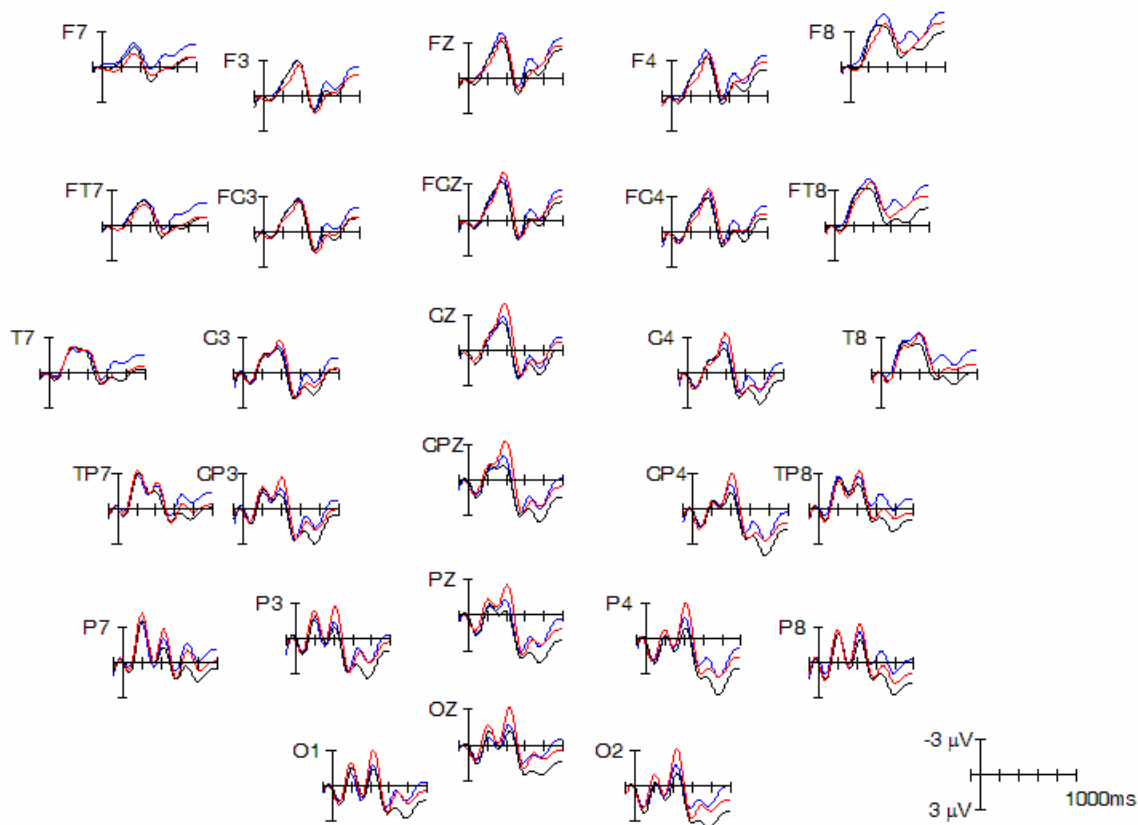 F7 F3 FZ F4 F8
FT7 FC3 FCZ FC4 FT8
T7 C3 CZ C4 T8
TP7 CP3 CPZ CP4 TP8
P7 P3 PZ P4 P8
O1 OZ O2
-3 µV
3 µV
1000ms